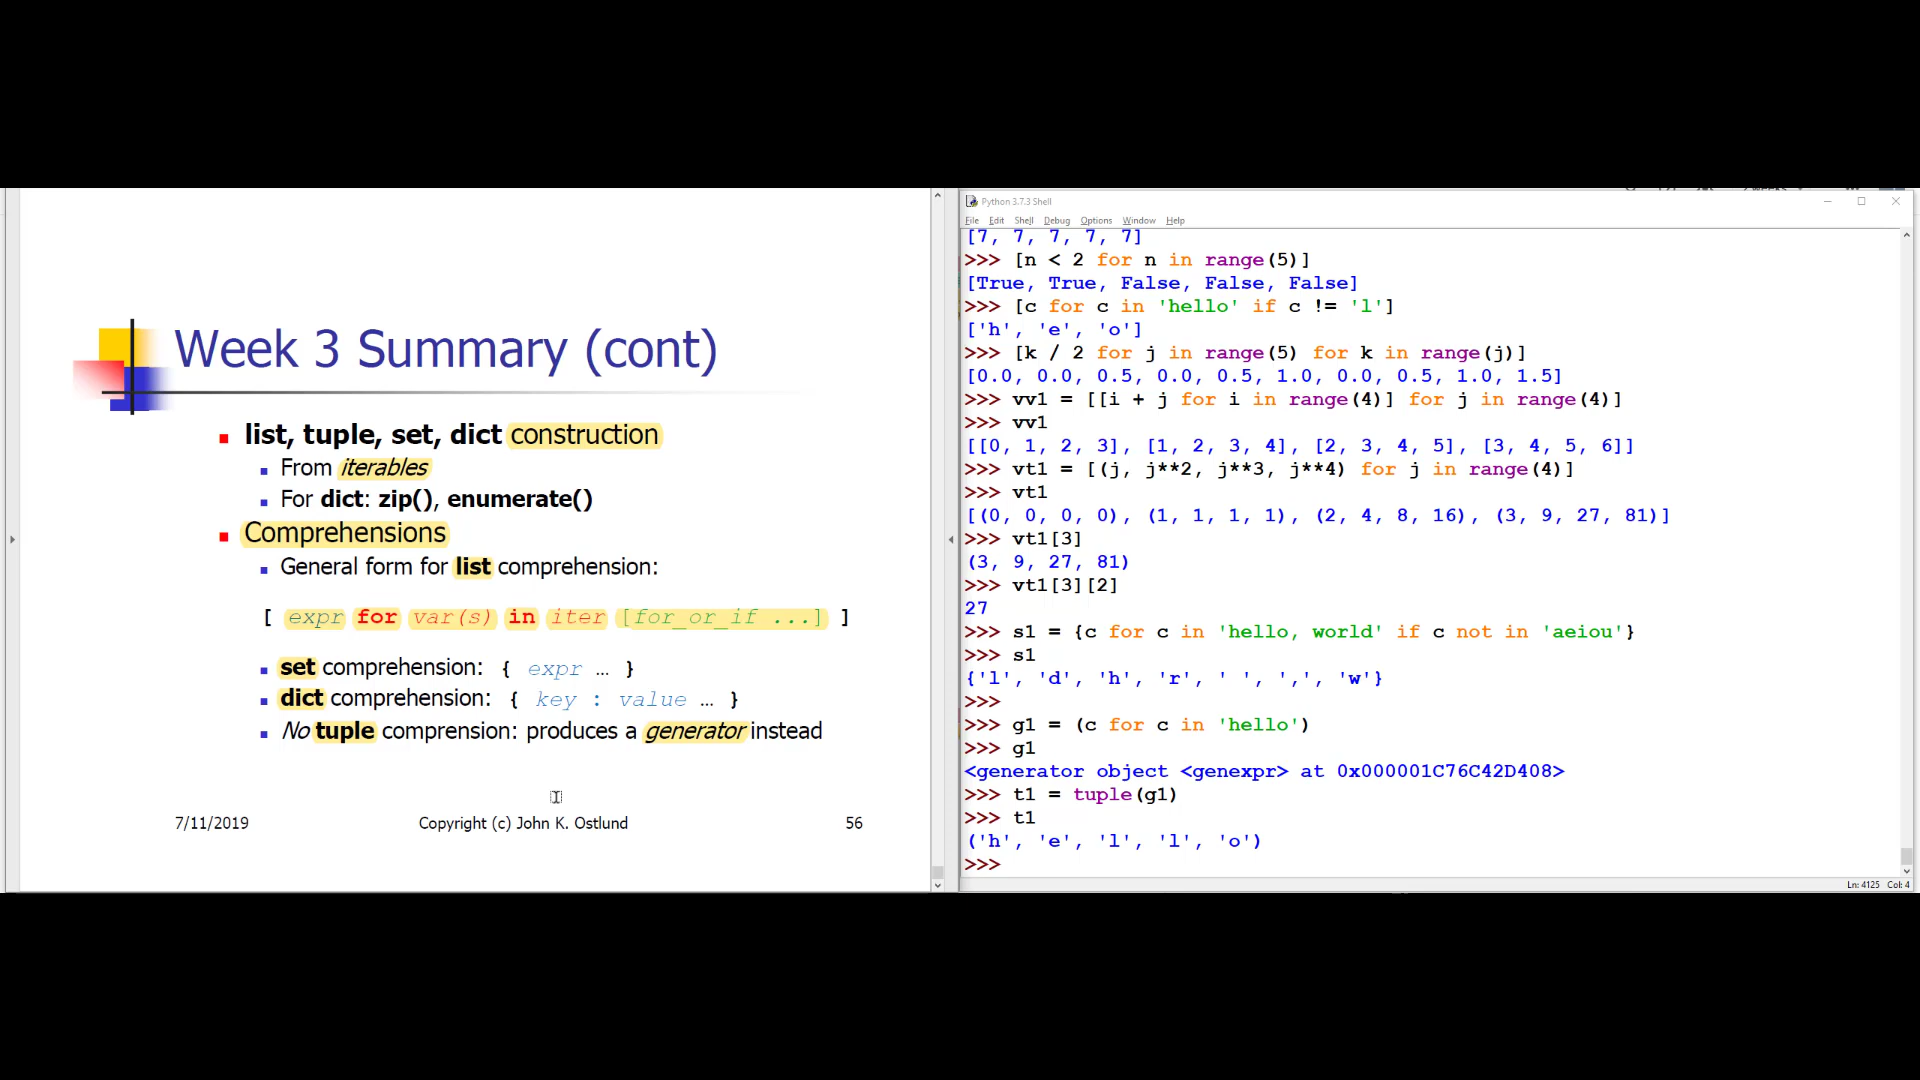 Week 3 Summary (cont)
list, tuple, set, dict construction
From iterables
For dict: zip(), enumerate()
Comprehensions
General form for list comprehension:
[ expr for var(s) in iter [for_or_if ...] ]
set comprehension: { expr … }
dict comprehension: { key : value … }
No tuple comprension: produces a generator instead
7/11/2019 Copyright (c) John K. Ostlund 56
Python 3.7.3 Shell
File Edit Shell Debug Options Window Help
[7, 7, 7, 7, 7]
>>> [n < 2 for n in range(5)]
[True, True, False, False, False]
>>> [c for c in 'hello' if c != 'l']
['h', 'e', 'o']
>>> [k / 2 for j in range(5) for k in range(j)]
[0.0, 0.0, 0.5, 0.0, 0.5, 1.0, 0.0, 0.5, 1.0, 1.5]
>>> vv1 = [[i + j for i in range(4)] for j in range(4)]
>>> vv1
[[0, 1, 2, 3], [1, 2, 3, 4], [2, 3, 4, 5], [3, 4, 5, 6]]
>>> vt1 = [(j, j**2, j**3, j**4) for j in range(4)]
>>> vt1
[(0, 0, 0, 0), (1, 1, 1, 1), (2, 4, 8, 16), (3, 9, 27, 81)]
>>> vt1[3]
(3, 9, 27, 81)
>>> vt1[3][2]
27
>>> s1 = {c for c in 'hello, world' if c not in 'aeiou'}
>>> s1
{'l', 'd', 'h', 'r', ' ', ',', 'w'}
>>>
>>> g1 = (c for c in 'hello')
>>> g1
<generator object <genexpr> at 0x000001C76C42D408>
>>> t1 = tuple(g1)
>>> t1
('h', 'e', 'l', 'l', 'o')
>>>
Ln: 4125 Col: 4